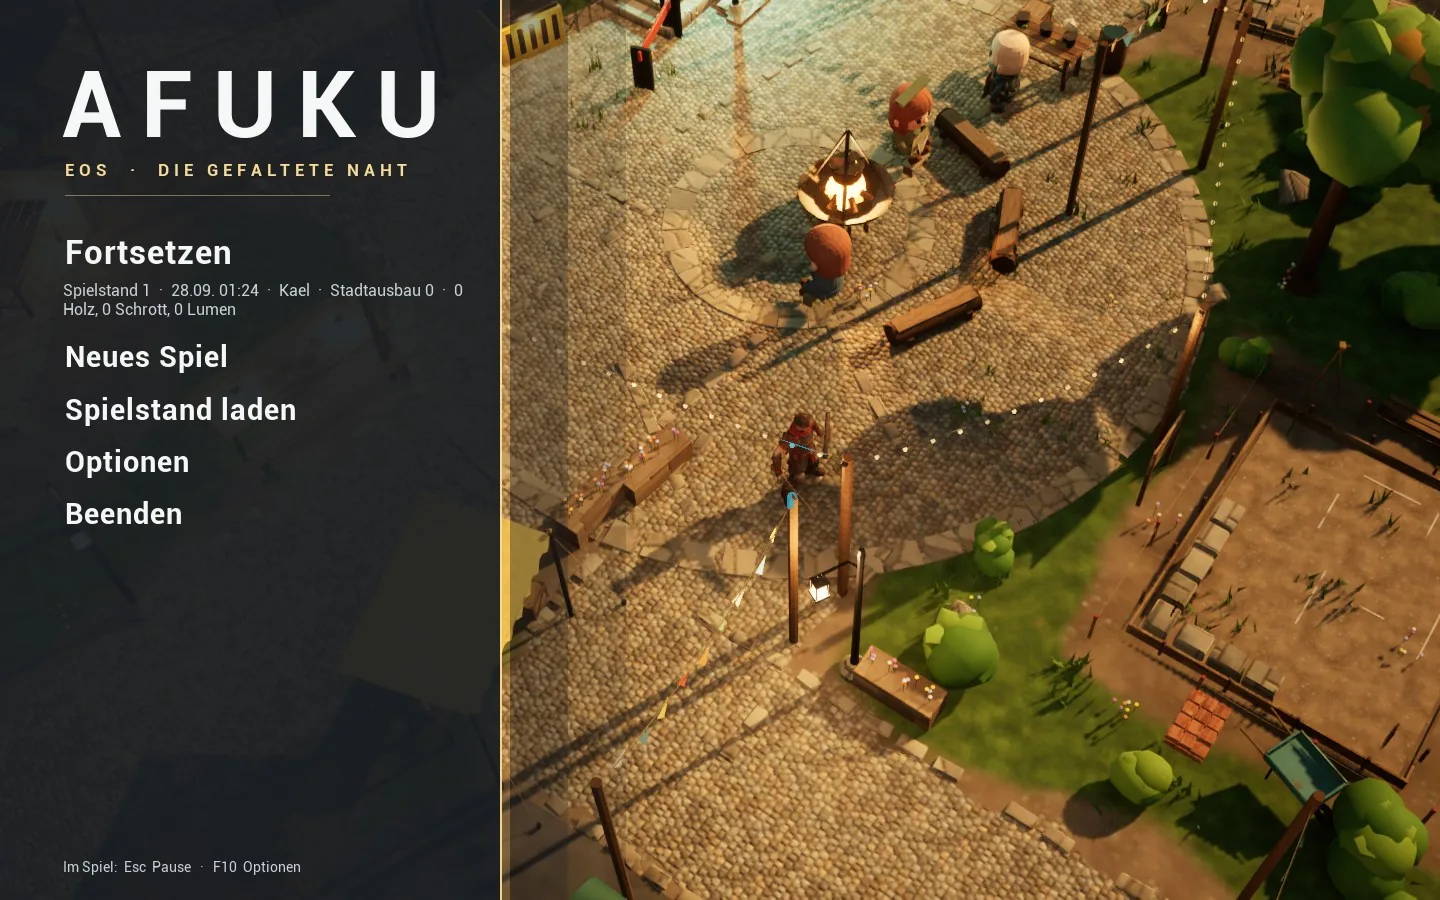 AFUKU
EOS · DIE GEFALTETE NAHT
Fortsetzen
Spielstand 1 · 28.09. 01:24 · Kael · Stadtausbau 0 · 0
Holz, 0 Schrott, 0 Lumen
Neues Spiel
Spielstand laden
Optionen
Beenden
Im Spiel: Esc Pause · F10 Optionen